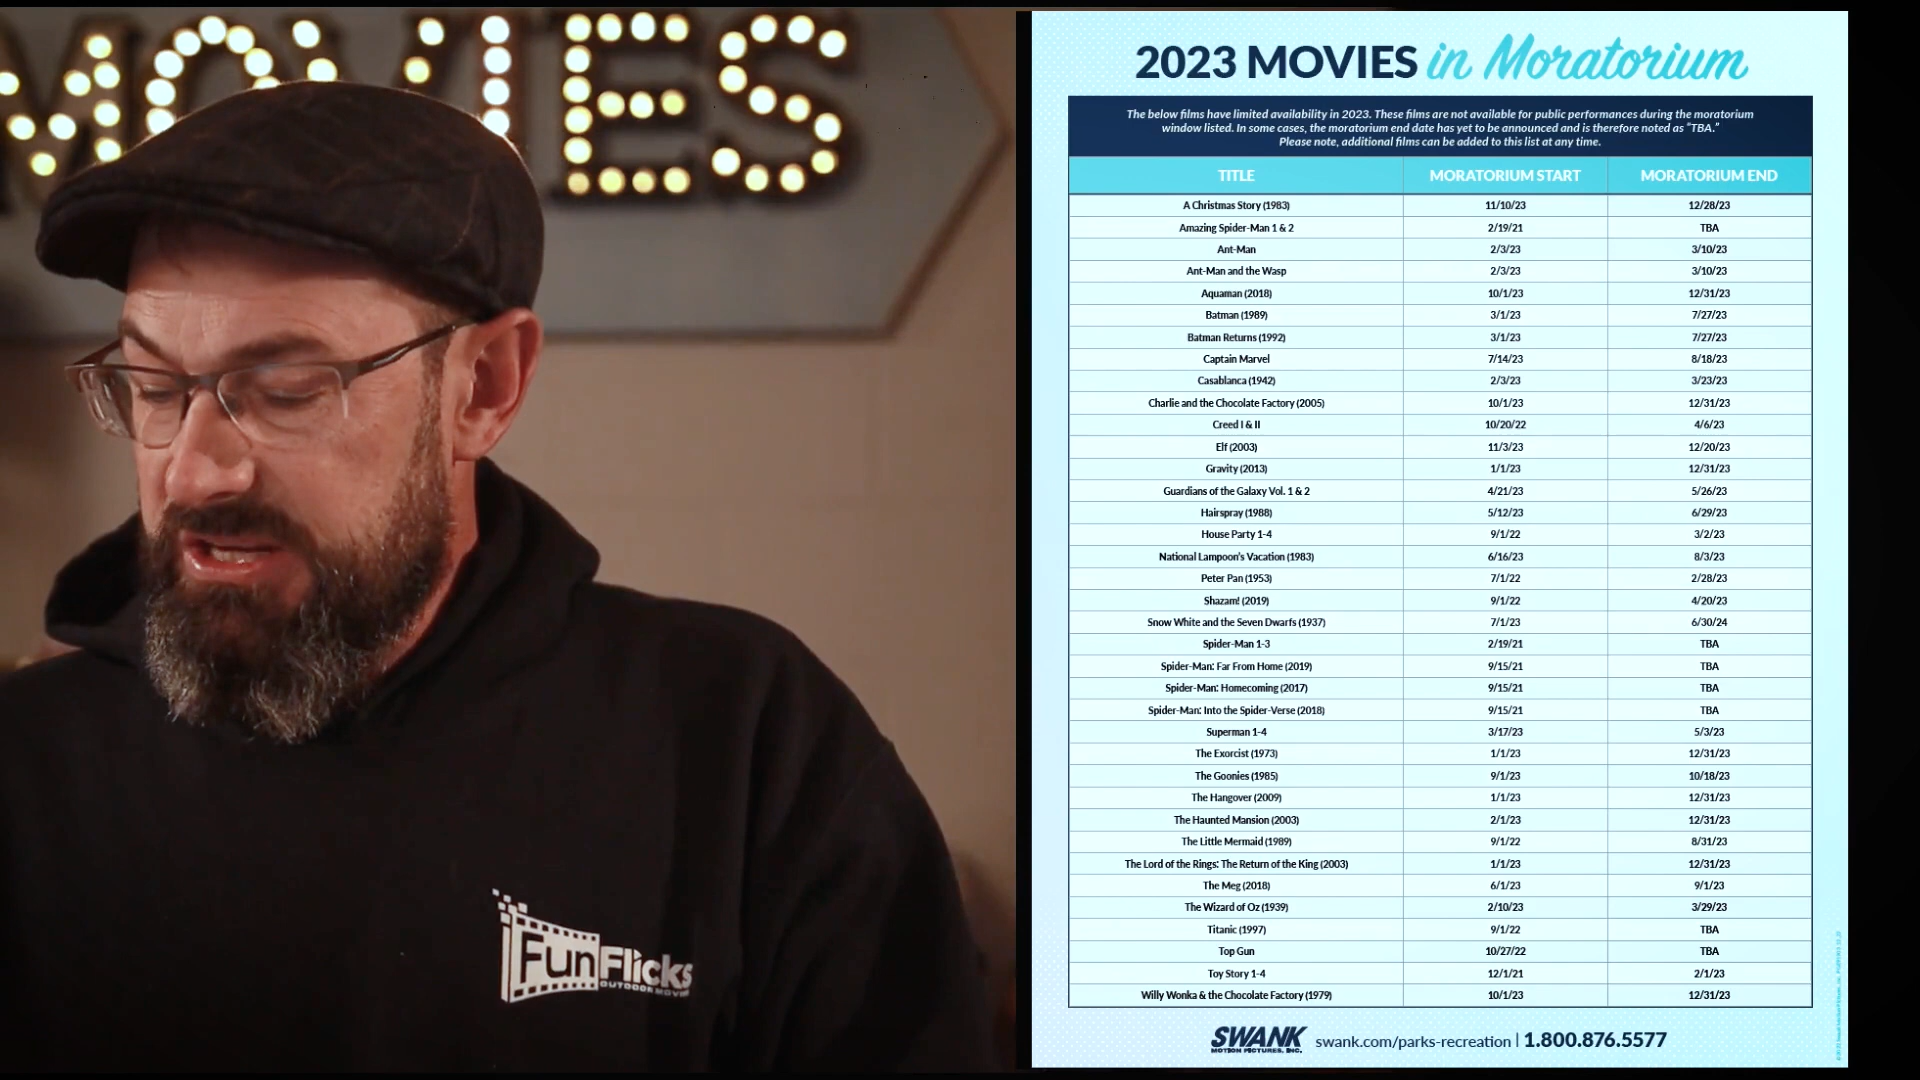 MOVIES
FunFlicks
OUTDOOR MOVIES
2023 MOVIES in Moratorium
The below films have limited availability in 2023. These films are not available for public performances during the moratorium
window listed. In some cases, the moratorium end date has yet to be announced and is therefore noted as “TBA.”
Please note, additional films can be added to this list at any time.
TITLE MORATORIUM START MORATORIUM END
A Christmas Story (1983) 11/10/23 12/28/23
Amazing Spider-Man 1 & 2 2/19/21 TBA
Ant-Man 2/3/23 3/10/23
Ant-Man and the Wasp 2/3/23 3/10/23
Aquaman (2018) 10/1/23 12/31/23
Batman (1989) 3/1/23 7/27/23
Batman Returns (1992) 3/1/23 7/27/23
Captain Marvel 7/14/23 8/18/23
Casablanca (1942) 2/3/23 3/23/23
Charlie and the Chocolate Factory (2005) 10/1/23 12/31/23
Creed I & II 10/20/22 4/6/23
Elf (2003) 11/3/23 12/20/23
Gravity (2013) 1/1/23 12/31/23
Guardians of the Galaxy Vol. 1 & 2 4/21/23 5/26/23
Hairspray (1988) 5/12/23 6/29/23
House Party 1-4 9/1/22 3/2/23
National Lampoon's Vacation (1983) 6/16/23 8/3/23
Peter Pan (1953) 7/1/22 2/28/23
Shazam! (2019) 9/1/22 4/20/23
Snow White and the Seven Dwarfs (1937) 7/1/23 6/30/24
Spider-Man 1-3 2/19/21 TBA
Spider-Man: Far From Home (2019) 9/15/21 TBA
Spider-Man: Homecoming (2017) 9/15/21 TBA
Spider-Man: Into the Spider-Verse (2018) 9/15/21 TBA
Superman 1-4 3/17/23 5/3/23
The Exorcist (1973) 1/1/23 12/31/23
The Goonies (1985) 9/1/23 10/18/23
The Hangover (2009) 1/1/23 12/31/23
The Haunted Mansion (2003) 2/1/23 12/31/23
The Little Mermaid (1989) 9/1/22 8/31/23
The Lord of the Rings: The Return of the King (2003) 1/1/23 12/31/23
The Meg (2018) 6/1/23 9/1/23
The Wizard of Oz (1939) 2/10/23 3/29/23
Titanic (1997) 9/1/22 TBA
Top Gun 10/27/22 TBA
Toy Story 1-4 12/1/21 2/1/23
Willy Wonka & the Chocolate Factory (1979) 10/1/23 12/31/23
SWANK
MOTION PICTURES, INC.
swank.com/parks-recreation | 1.800.876.5577